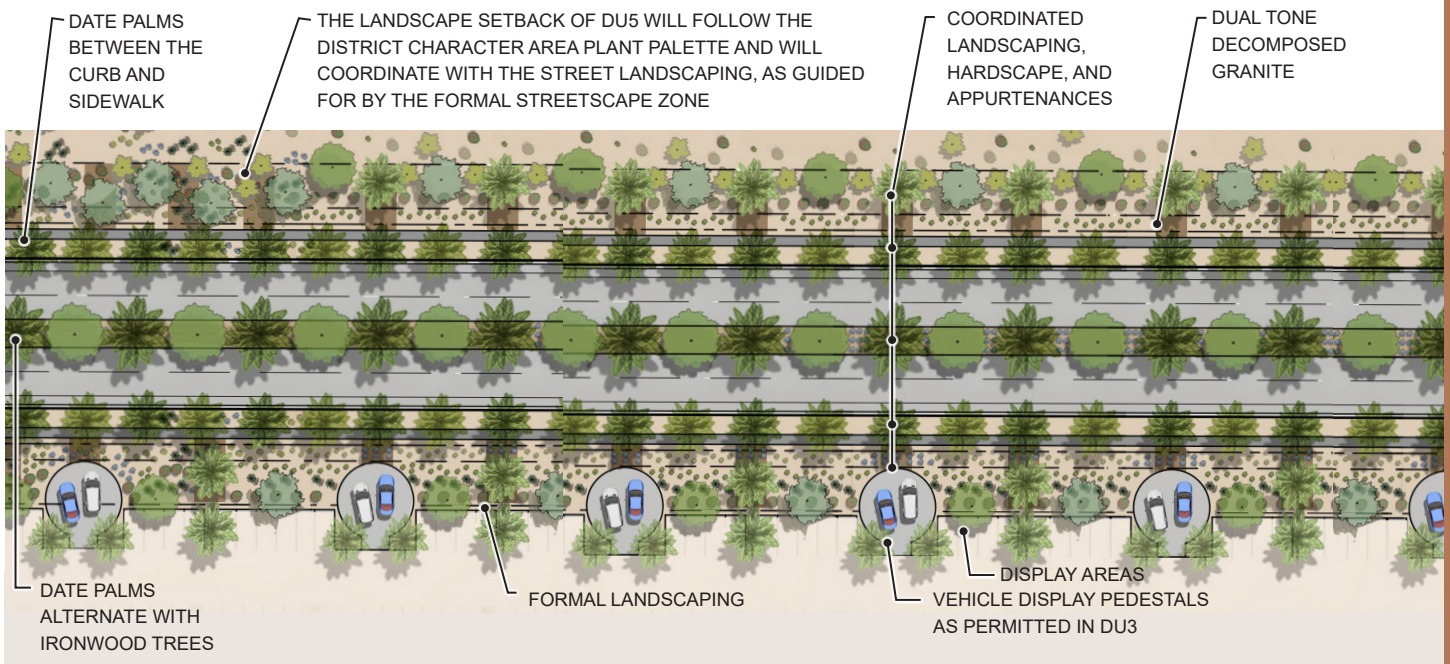 DATE PALMS
BETWEEN THE
CURB AND
SIDEWALK
THE LANDSCAPE SETBACK OF DU5 WILL FOLLOW THE
DISTRICT CHARACTER AREA PLANT PALETTE AND WILL
COORDINATE WITH THE STREET LANDSCAPING, AS GUIDED
FOR BY THE FORMAL STREETSCAPE ZONE
COORDINATED
LANDSCAPING,
HARDSCAPE, AND
APPURTENANCES
DUAL TONE
DECOMPOSED
GRANITE
DATE PALMS
ALTERNATE WITH
IRONWOOD TREES
FORMAL LANDSCAPING
DISPLAY AREAS
VEHICLE DISPLAY PEDESTALS
AS PERMITTED IN DU3